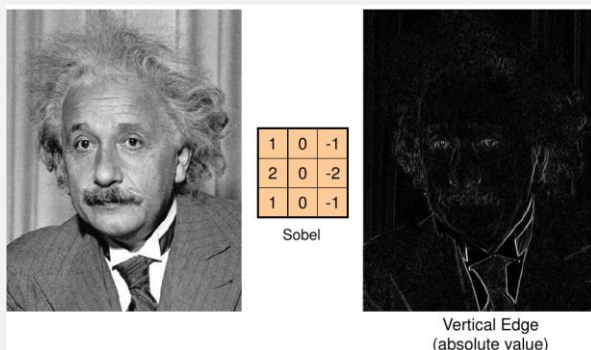 1 0 -1
2 0 -2
1 0 -1
Sobel
Vertical Edge
(absolute value)